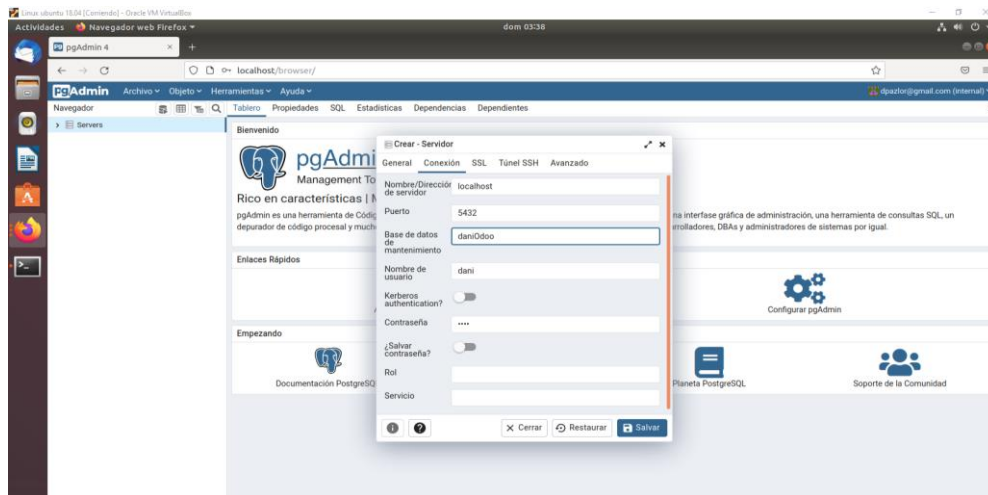 Linux ubuntu 18.04 [Corriendo] - Oracle VM VirtualBox
Actividades Navegador web Firefox dom 03:38
pgAdmin 4
localhost/browser/
pgAdmin Archivo Objeto Herramientas Ayuda dpazlor@gmail.com (internal)
Navegador Tablero Propiedades SQL Estadísticas Dependencias Dependientes
Servers
Bienvenido
pgAdmi
Management To
Rico en características | M
pgAdmin es una herramienta de Códig
na interfase gráfica de administración, una herramienta de consultas SQL, un
depurador de código procesal y much
rrolladores, DBAs y administradores de sistemas por igual.
Enlaces Rápidos
Configurar pgAdmin
Empezando
Documentación PostgreSQ
Planeta PostgreSQL
Soporte de la Comunidad
Crear - Servidor
General Conexión SSL Túnel SSH Avanzado
Nombre/Dirección de servidor
localhost
Puerto
5432
Base de datos
de
mantenimiento
daniOdoo
Nombre de
usuario
dani
Kerberos
authentication?
Contraseña
••••
¿Salvar
contraseña?
Rol
Servicio
Cerrar Restaurar Salvar